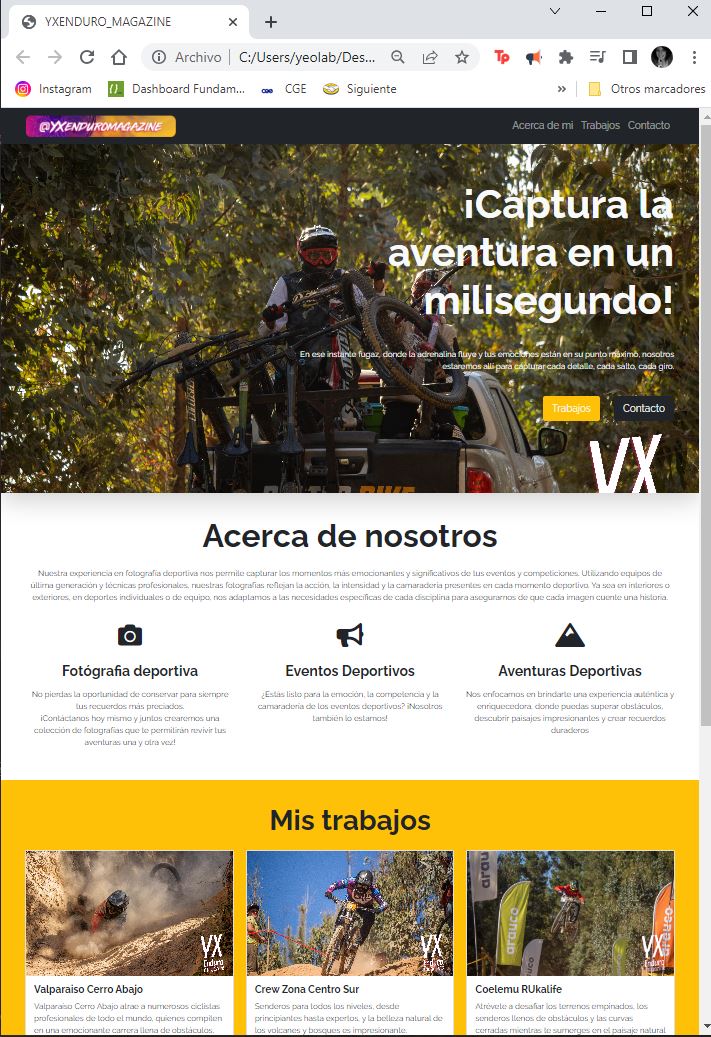 YXENDURO_MAGAZINE
Archivo | C:/Users/yeolab/Des...
Instagram Dashboard Fundam... CGE Siguiente » Otros marcadores
@YXENDUROMAGAZINE Acerca de mi Trabajos Contacto
¡Captura la
aventura en un
milisegundo!
En ese instante fugaz, donde la adrenalina fluye y tus emociones están en su punto máximo, nosotros
estaremos allí para capturar cada detalle, cada salto, cada giro.
Trabajos Contacto
YX
Acerca de nosotros
Nuestra experiencia en fotografía deportiva nos permite capturar los momentos más emocionantes y significativos de tus eventos y competiciones. Utilizando equipos de
última generación y técnicas profesionales, nuestras fotografías reflejan la acción, la intensidad y la camaradería presentes en cada momento deportivo. Ya sea en interiores o
exteriores, en deportes individuales o de equipo, nos adaptamos a las necesidades específicas de cada disciplina para asegurarnos de que cada imagen cuente una historia.
Fotógrafia deportiva
No pierdas la oportunidad de conservar para siempre
tus recuerdos más preciados.
¡Contáctanos hoy mismo y juntos crearemos una
colección de fotografías que te permitirán revivir tus
aventuras una y otra vez!
Eventos Deportivos
¿Estás listo para la emoción, la competencia y la
camaradería de los eventos deportivos? ¡Nosotros
también lo estamos!
Aventuras Deportivas
Nos enfocamos en brindarte una experiencia auténtica y
enriquecedora, donde puedas superar obstáculos,
descubrir paisajes impresionantes y crear recuerdos
duraderos
Mis trabajos
YX
Enduro
Valparaiso Cerro Abajo
Valparaíso Cerro Abajo atrae a numerosos ciclistas
profesionales de todo el mundo, quienes compiten
en una emocionante carrera llena de obstáculos,
YX
Enduro
Crew Zona Centro Sur
Senderos para todos los niveles, desde
principiantes hasta expertos, y la belleza natural de
los volcanes y bosques es impresionante.
arauco
arauco
YX
Enduro
Coelemu RUkalife
Atrévete a desafiar los terrenos empinados, los
senderos llenos de obstáculos y las curvas
cerradas mientras te sumerges en el paisaje natural